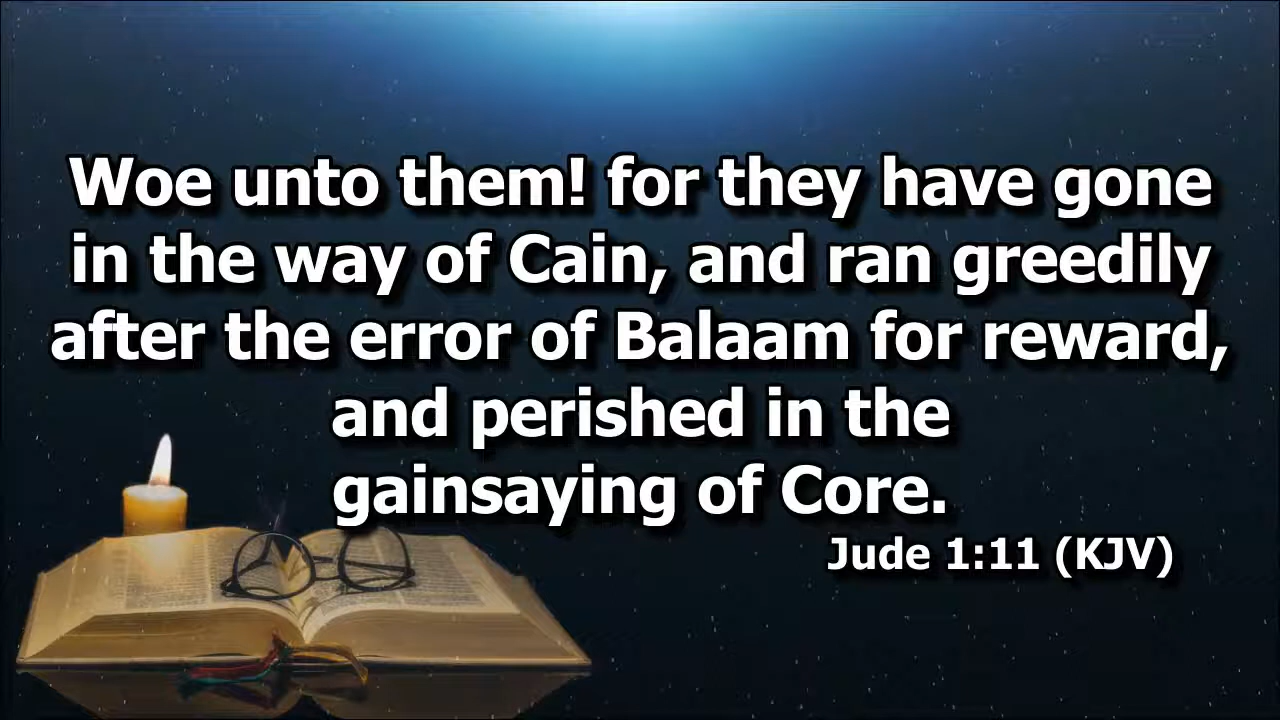 Woe unto them! for they have gone
in the way of Cain, and ran greedily
after the error of Balaam for reward,
and perished in the
gainsaying of Core.
Jude 1:11 (KJV)